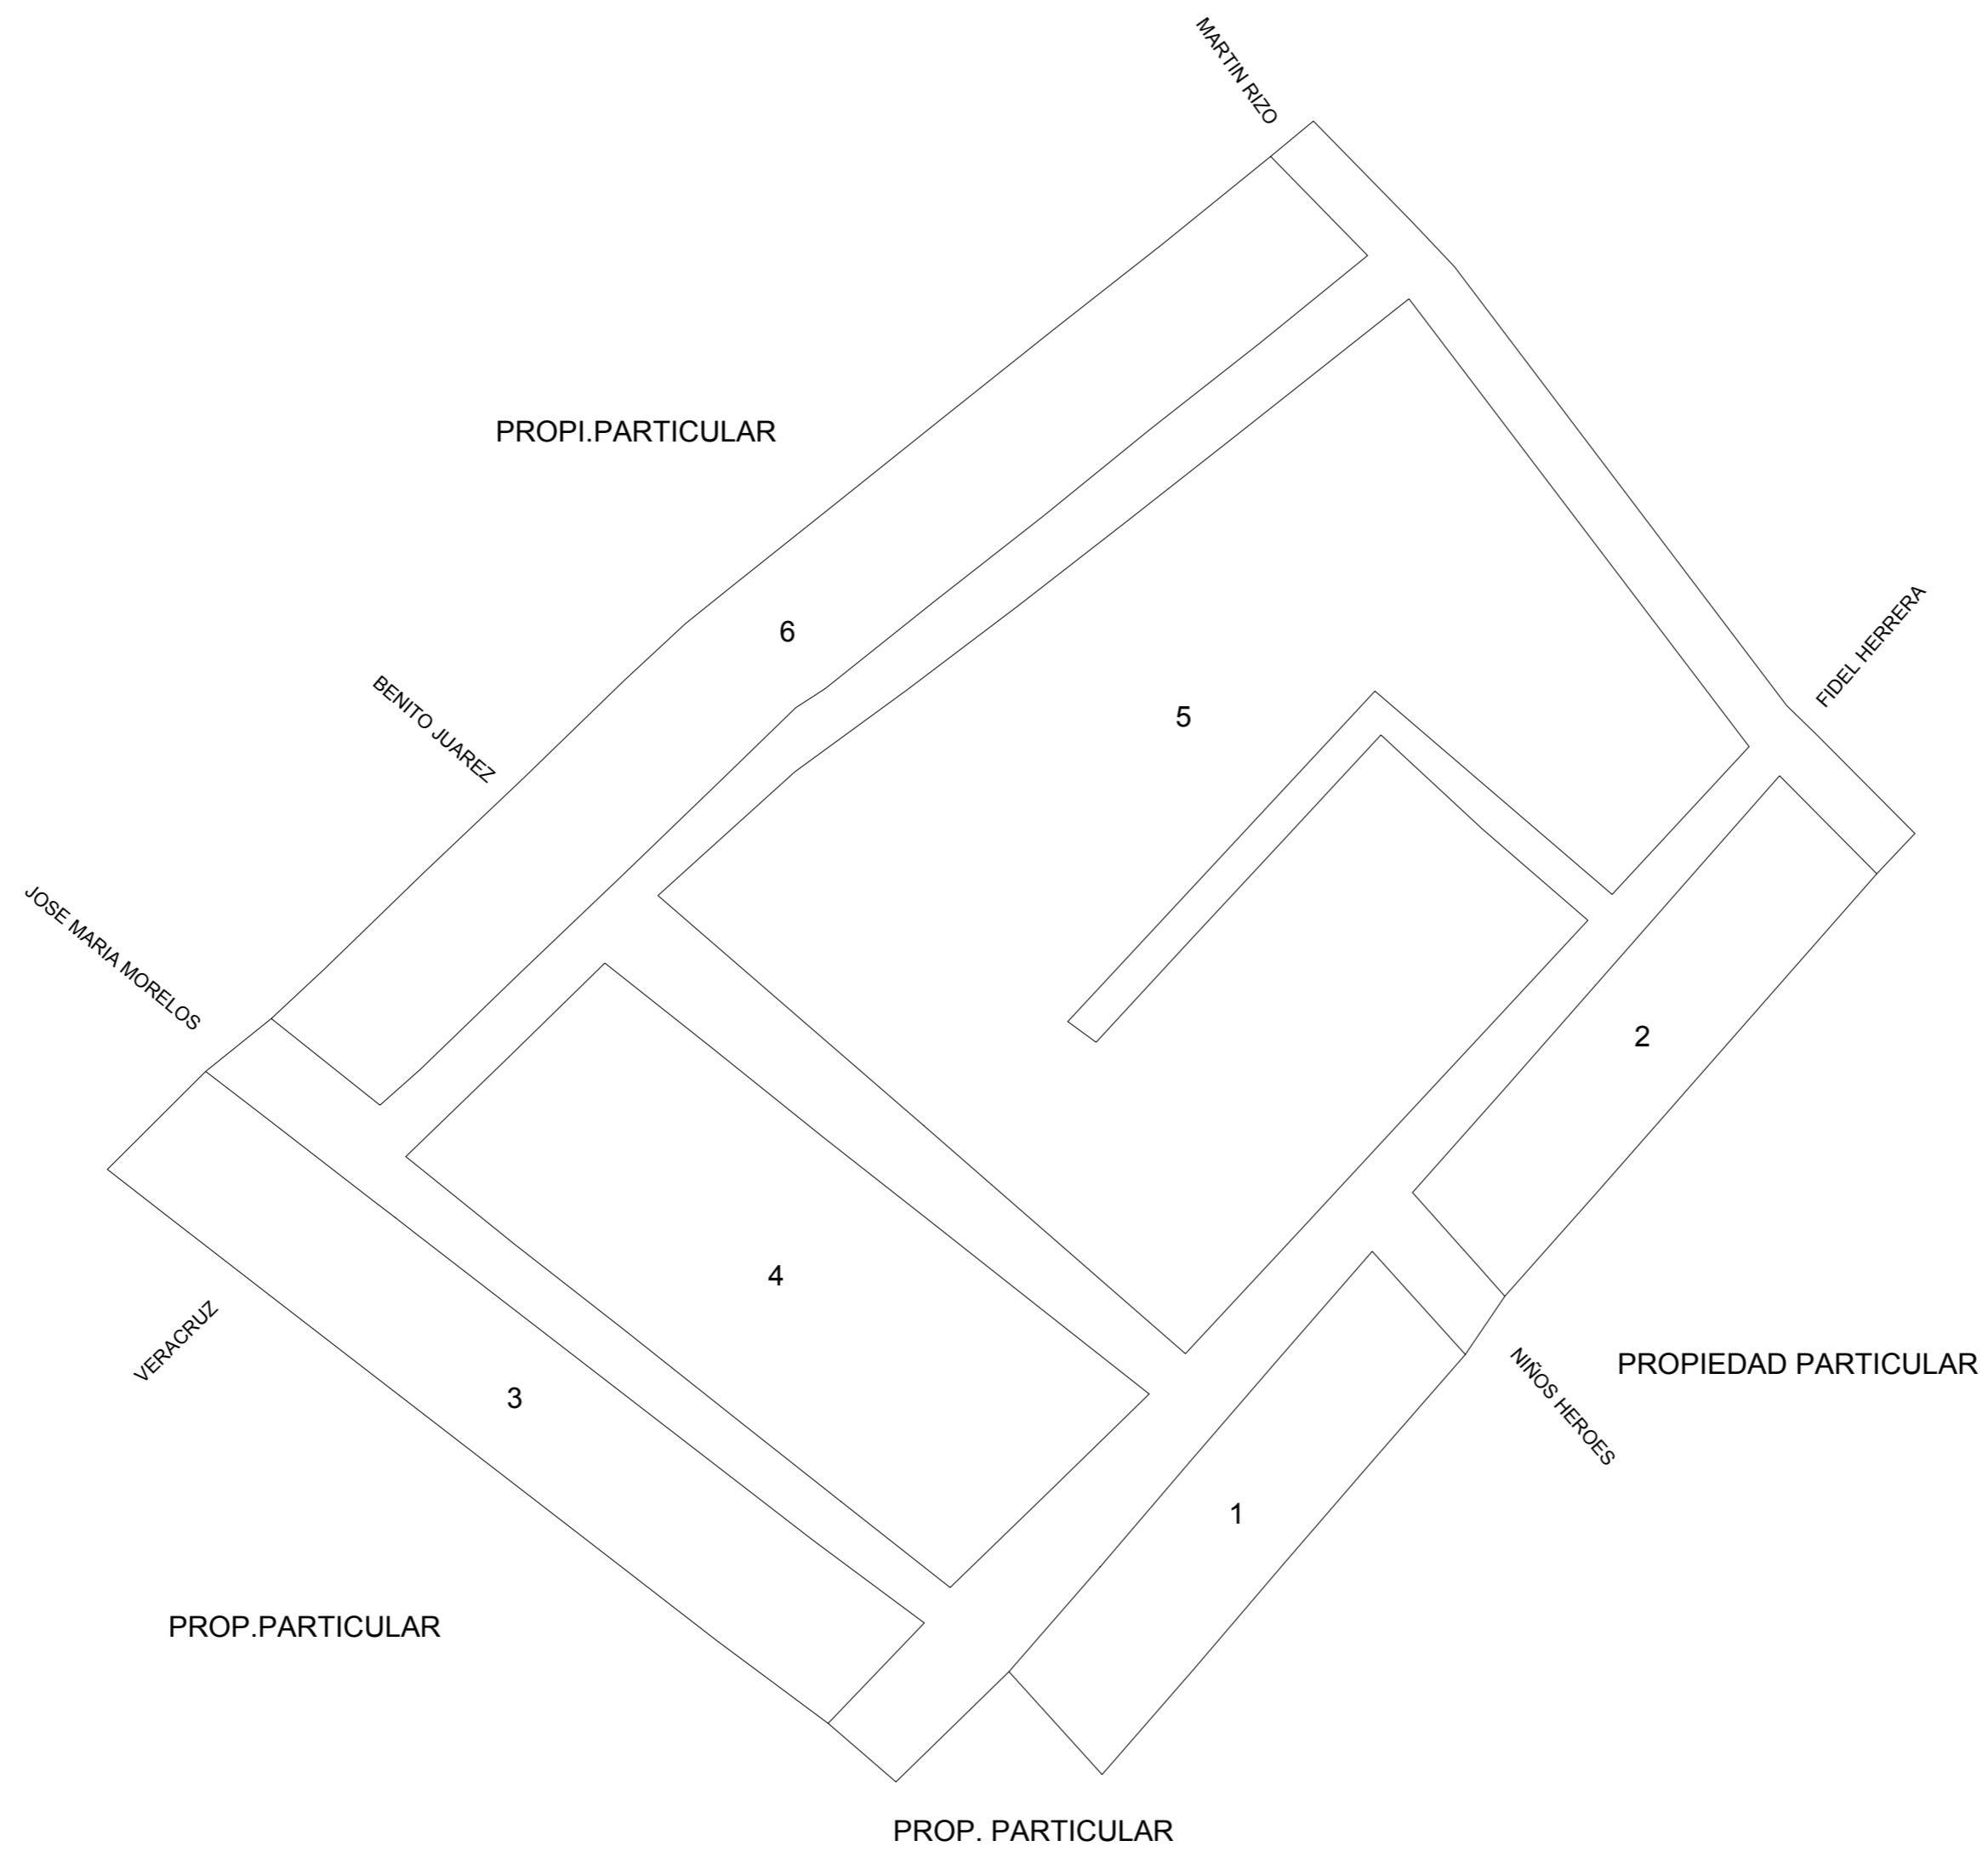 MARTIN RIZO
PROPI.PARTICULAR
FIDEL HERRERA
6
BENITO JUAREZ
5
JOSE MARIA MORELOS
2
4
VERACRUZ
NIÑOS HEROES
PROPIEDAD PARTICULAR
3
1
PROP.PARTICULAR
PROP. PARTICULAR